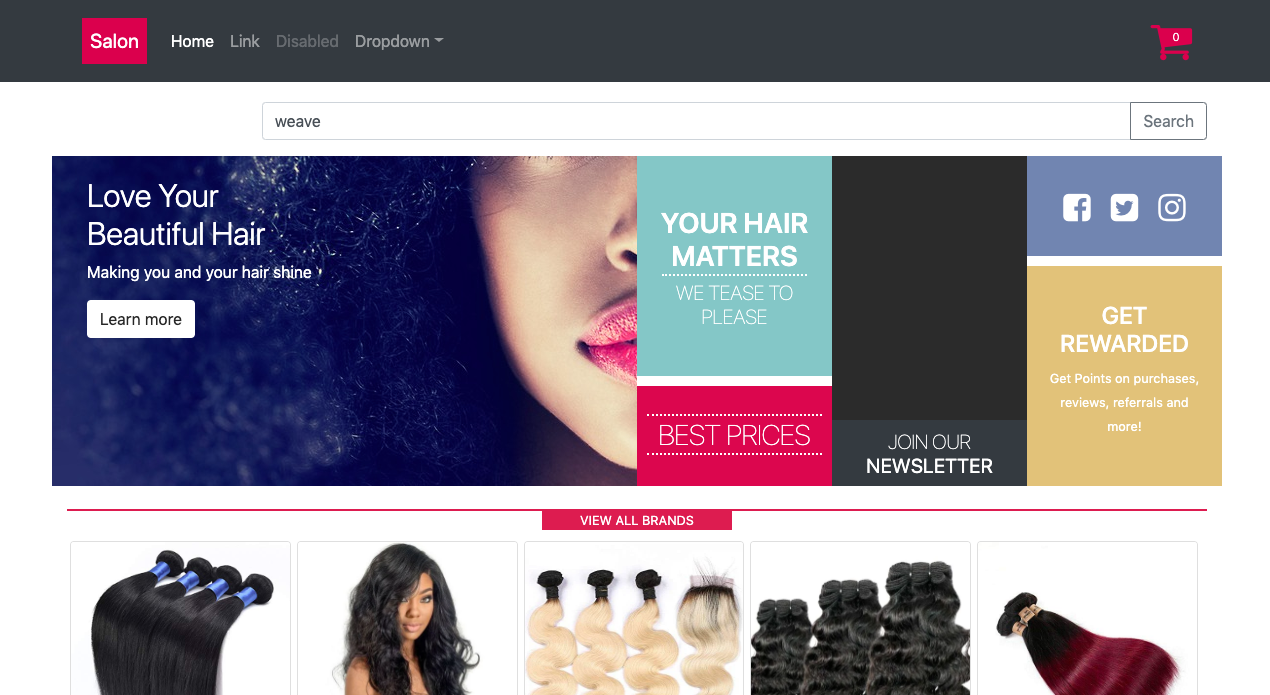 Salon
Home
Link
Disabled
Dropdown
0
weave
Search
Love Your
Beautiful Hair
Making you and your hair shine
Learn more
YOUR HAIR
MATTERS
WE TEASE TO
PLEASE
BEST PRICES
JOIN OUR
NEWSLETTER
GET
REWARDED
Get Points on purchases,
reviews, referrals and
more!
VIEW ALL BRANDS